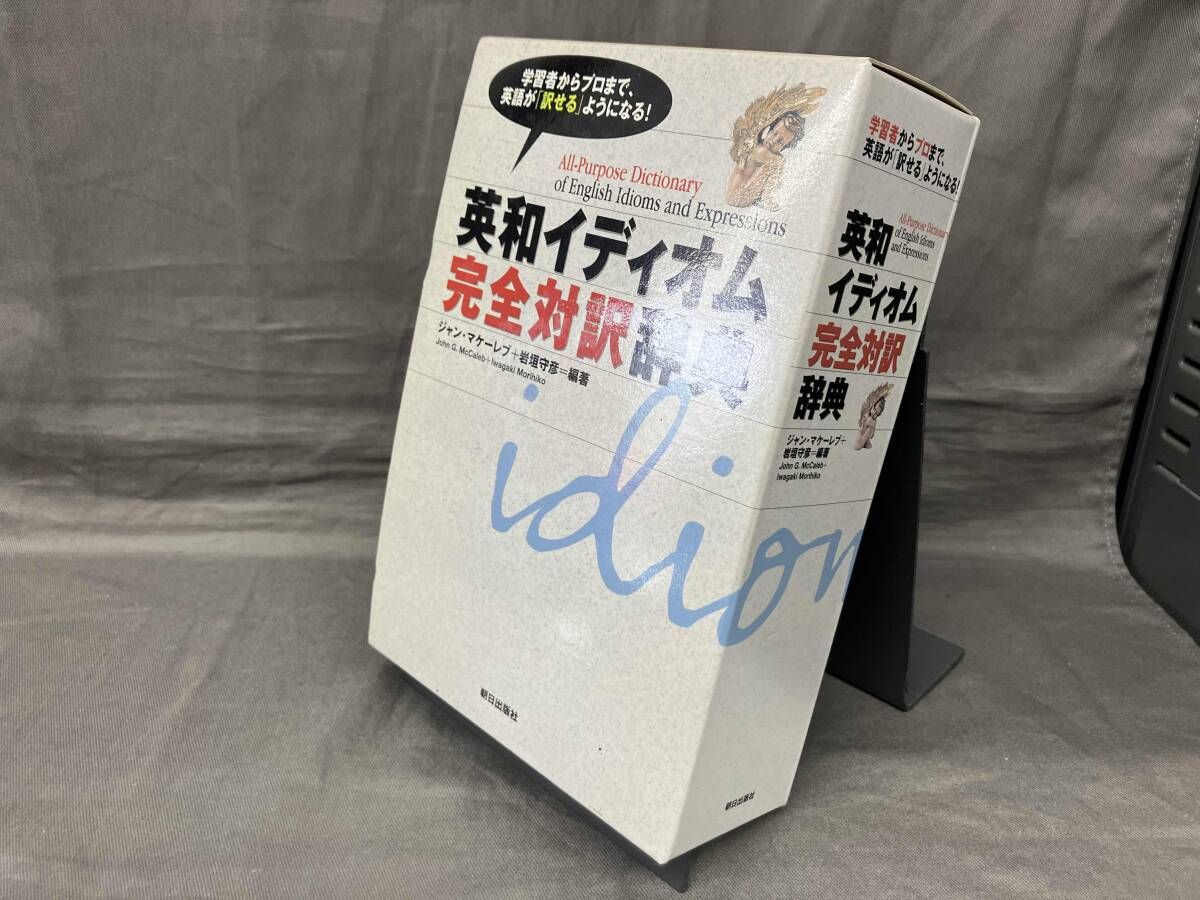 学習者からプロまで、
英語が「訳せる」ようになる!
All-Purpose Dictionary
of English Idioms and Expressions
英和イディオム
完全対訳辞典
ジャン・マケーレブ+岩垣守彦=編著
John G. McCaleb+Iwagaki Morihiko
idiom
朝日出版社
学習者からプロまで、
英語が「訳せる」ようになる!
All-Purpose Dictionary
of English Idioms
and Expressions
英和
イディオム
完全対訳
辞典
ジャン・マケーレブ+
岩垣守彦=編著
John G. McCaleb+
Iwagaki Morihiko
朝日出版社